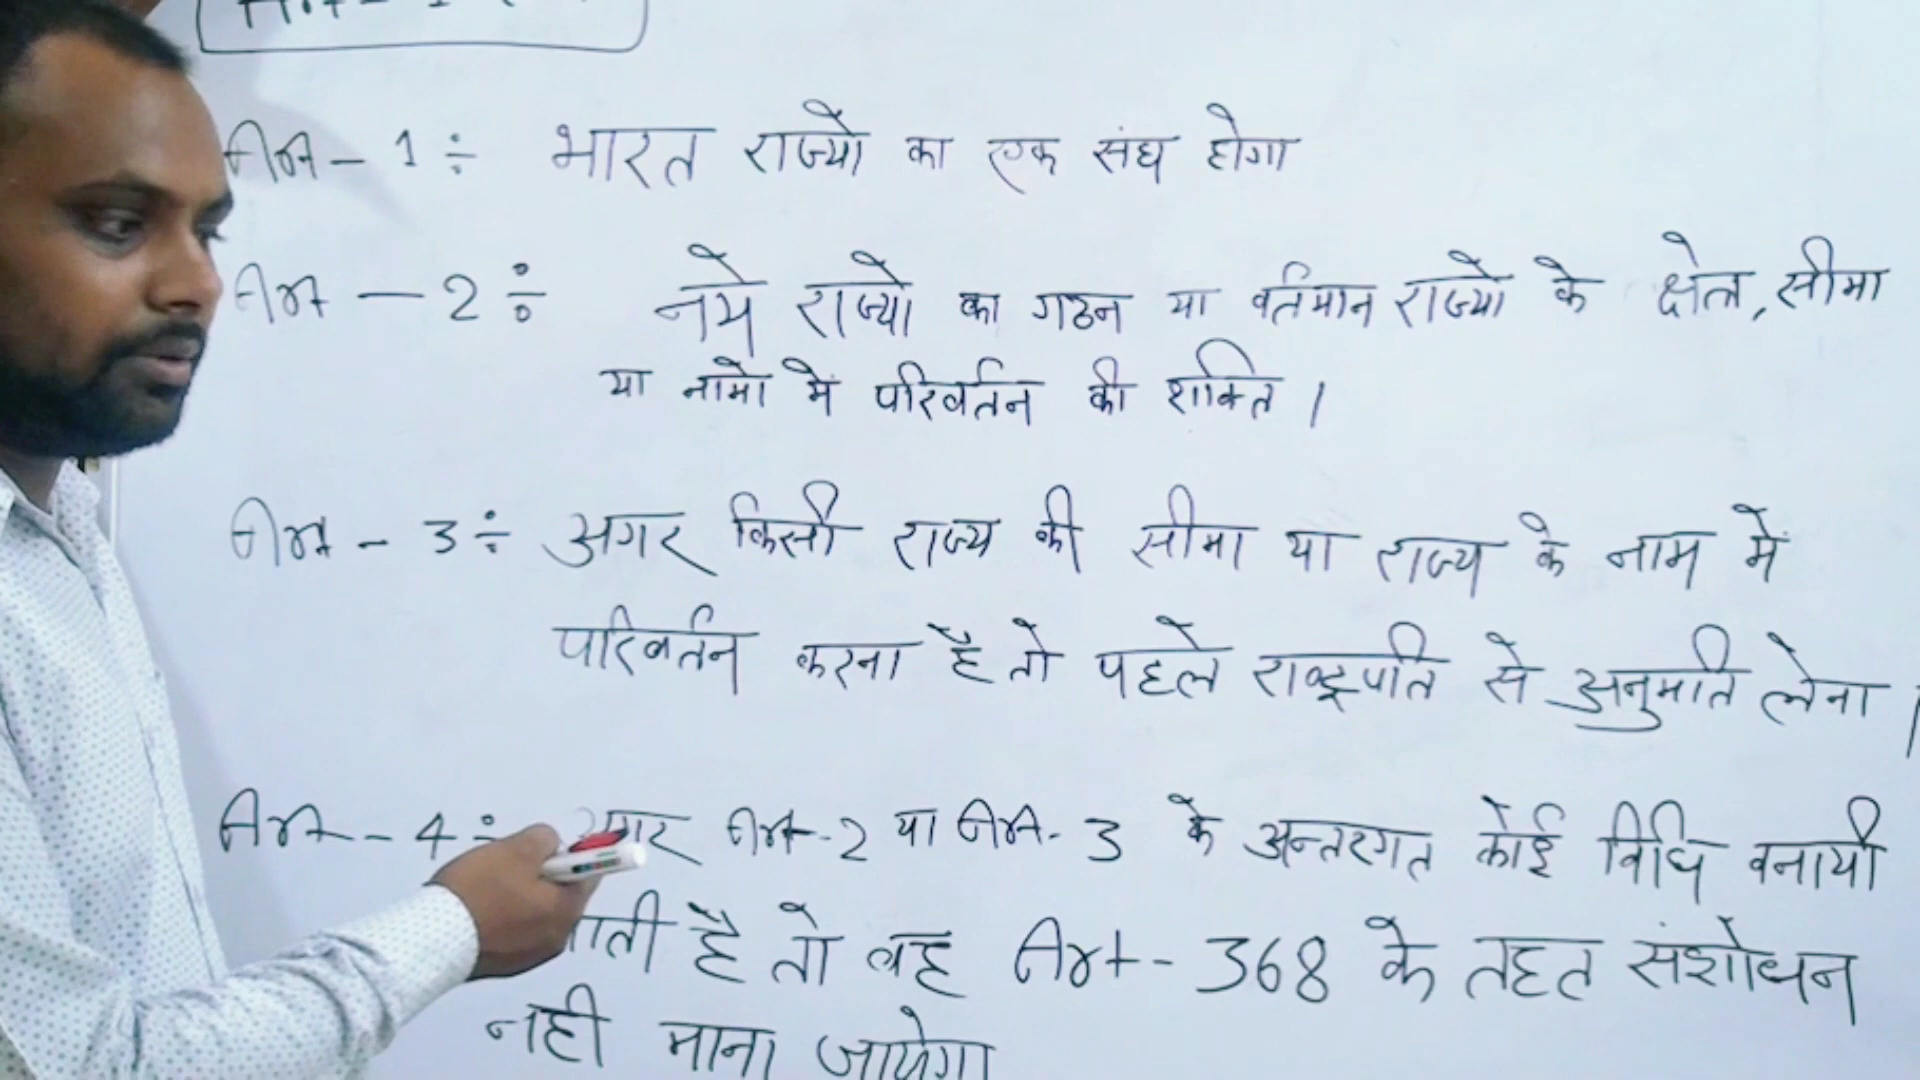 Art - 1 ÷ भारत राज्यो का एक संघ होगा
Art - 2 ÷ नये राज्यो का गठन या वर्तमान राज्यो के क्षेत्र, सीमा
या नामो मे परिवर्तन की शक्ति ।
Art - 3 ÷ अगर किसी राज्य की सीमा या राज्य के नाम में
परिवर्तन करना है तो पहले राष्ट्रपति से अनुमति लेना ।
Art - 4 ÷ अगर Art-2 या Art-3 के अन्तरगत कोई विधि बनायी
जाती है तो वह Art-368 के तहत संशोधन
नही माना जायेगा